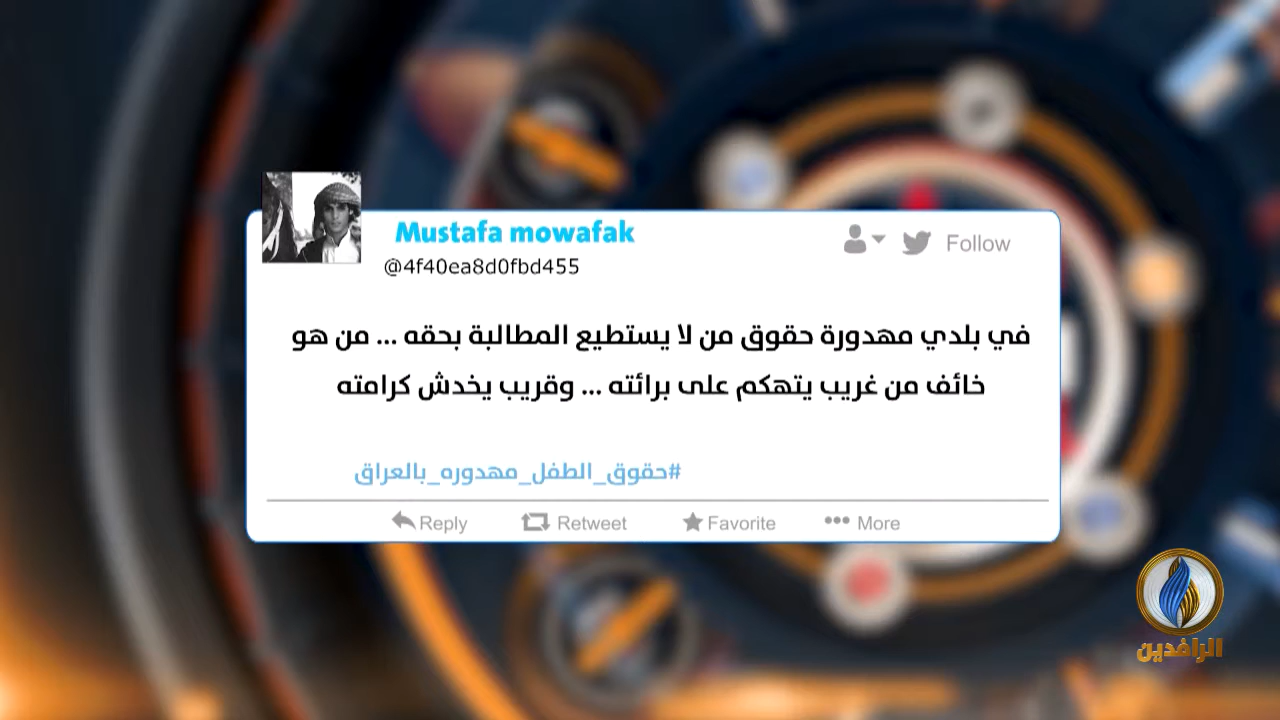 Mustafa mowafak
@4f40ea8d0fbd455
Follow
في بلدي مهدورة حقوق من لا يستطيع المطالبة بحقه ... من هو
خائف من غريب يتهكم على برائته ... وقريب يخدش كرامته
#حقوق_الطفل_مهدوره_بالعراق
Reply Retweet Favorite More
الرافدين